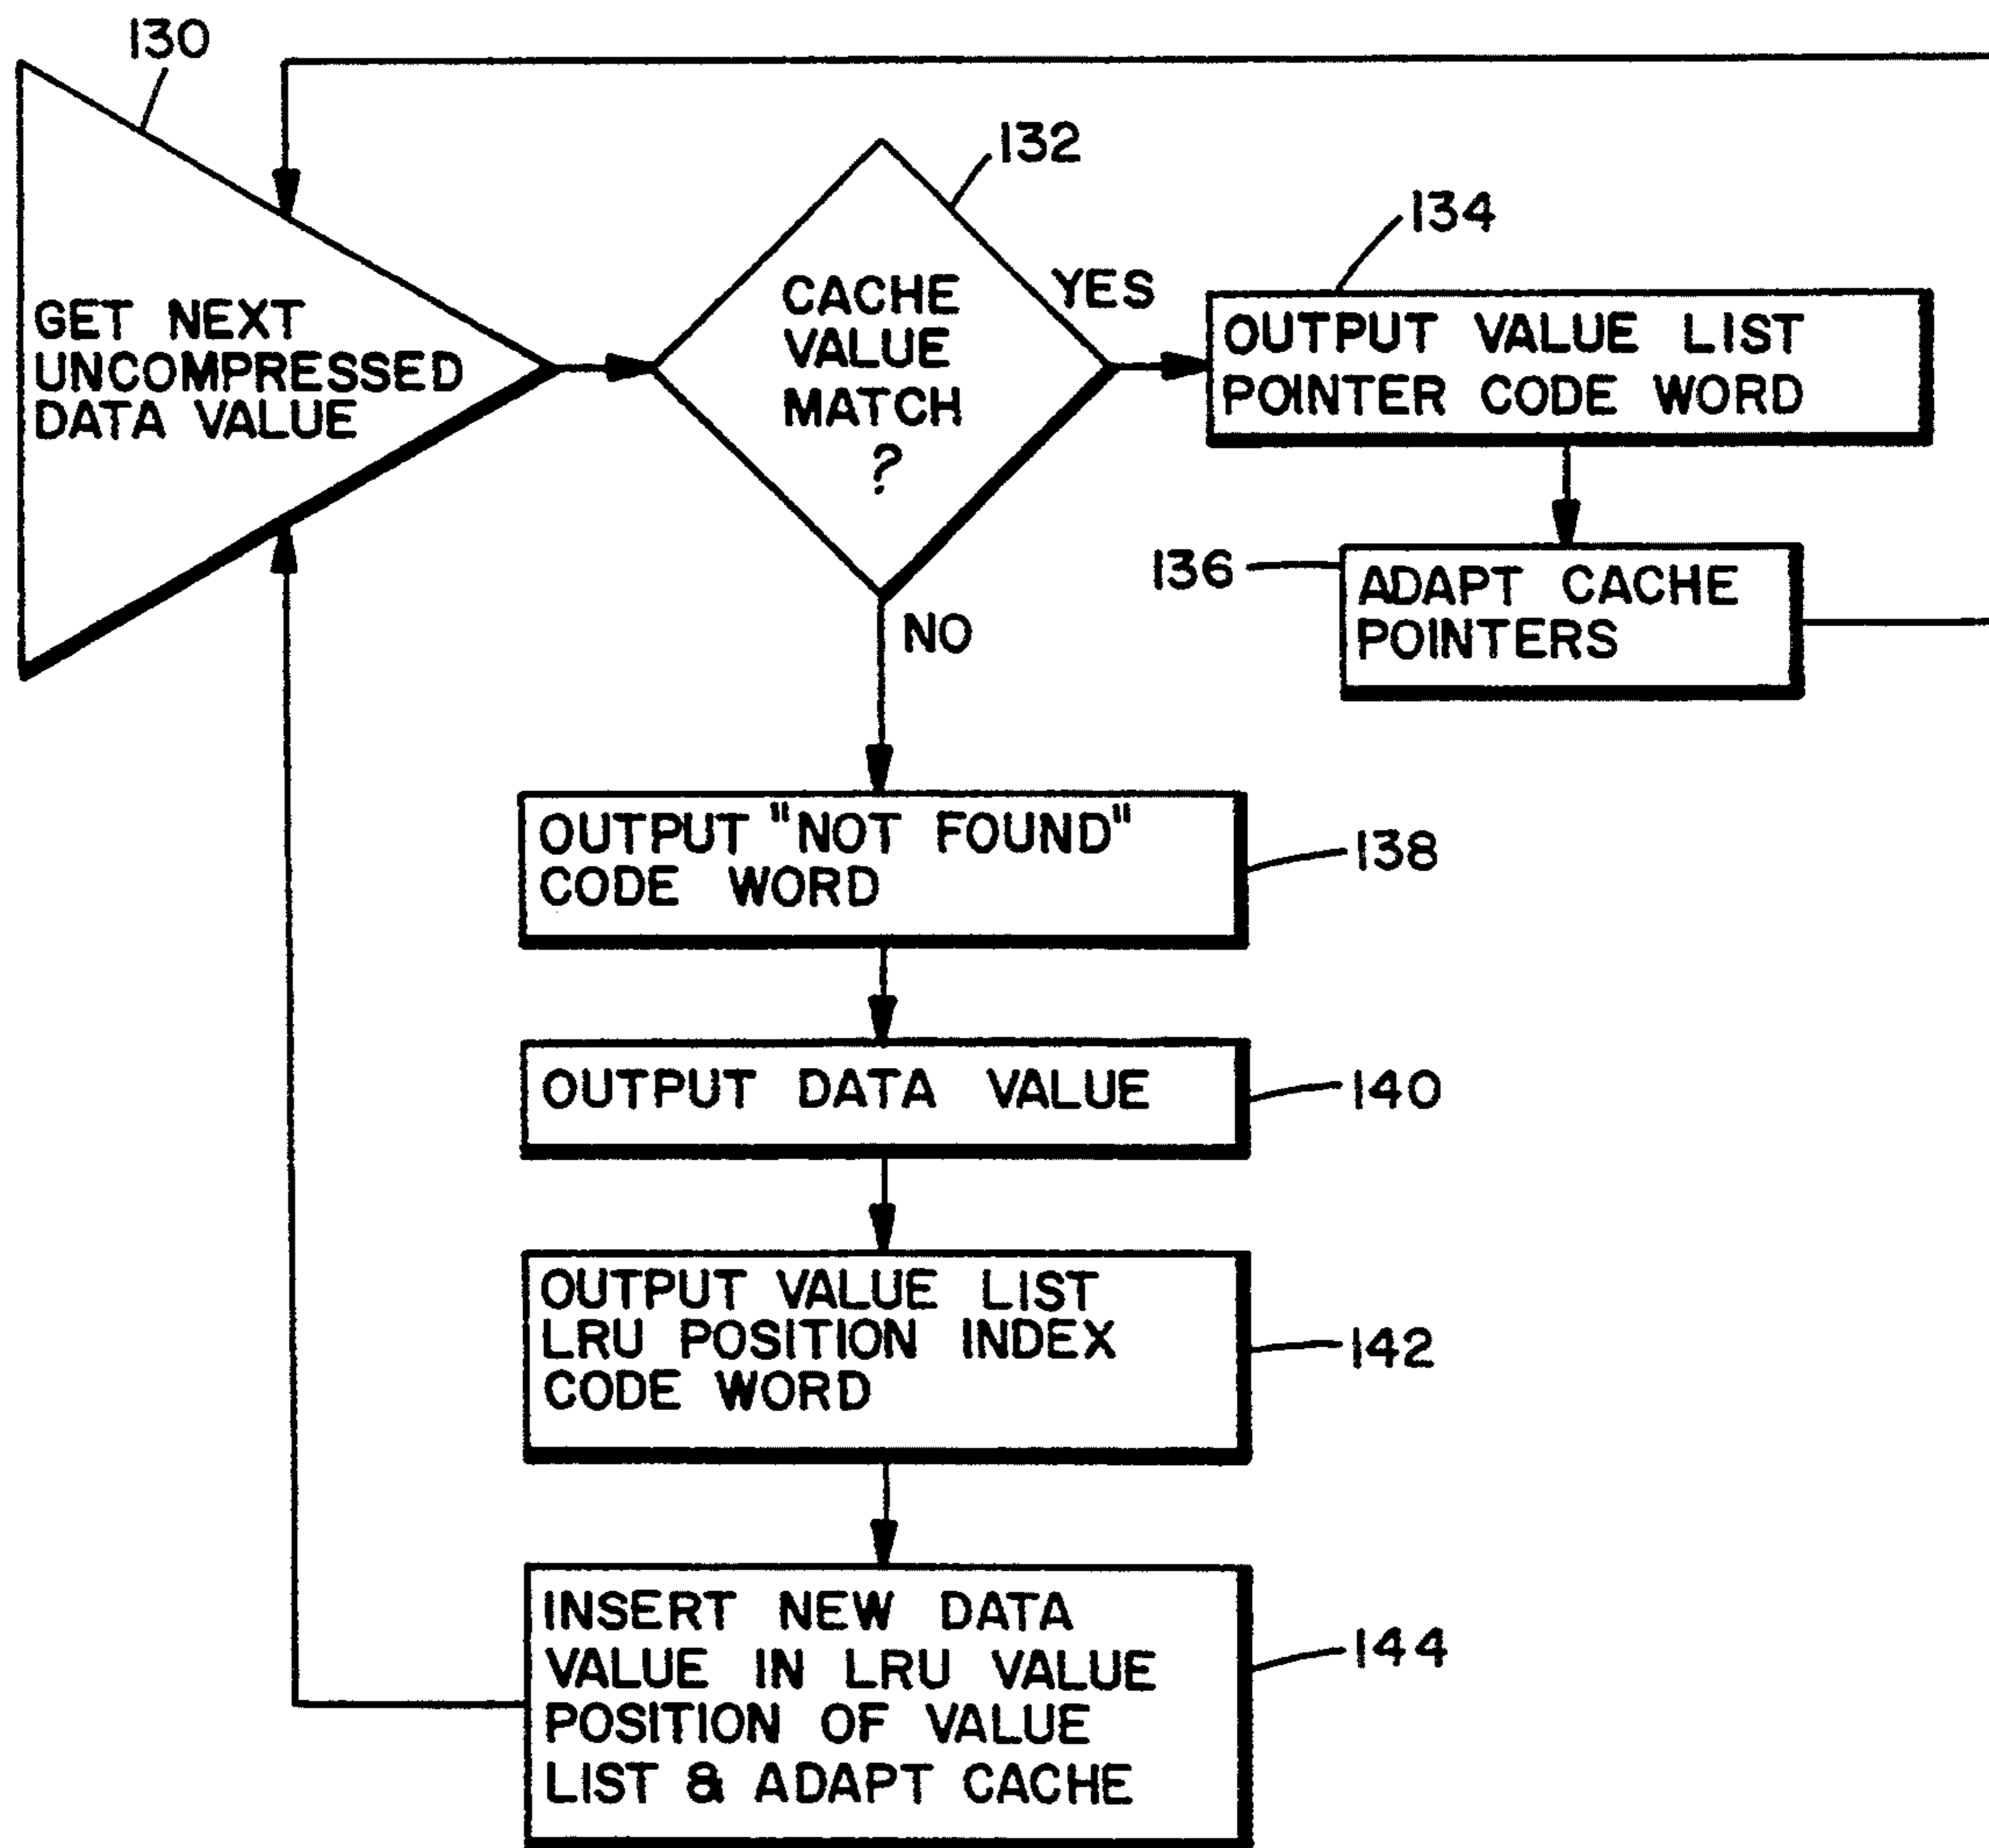 130
GET NEXT
UNCOMPRESSED
DATA VALUE
132
CACHE
VALUE
MATCH
?
YES
NO
134
OUTPUT VALUE LIST
POINTER CODE WORD
136
ADAPT CACHE
POINTERS
OUTPUT "NOT FOUND"
CODE WORD
138
OUTPUT DATA VALUE
140
OUTPUT VALUE LIST
LRU POSITION INDEX
CODE WORD
142
INSERT NEW DATA
VALUE IN LRU VALUE
POSITION OF VALUE
LIST & ADAPT CACHE
144